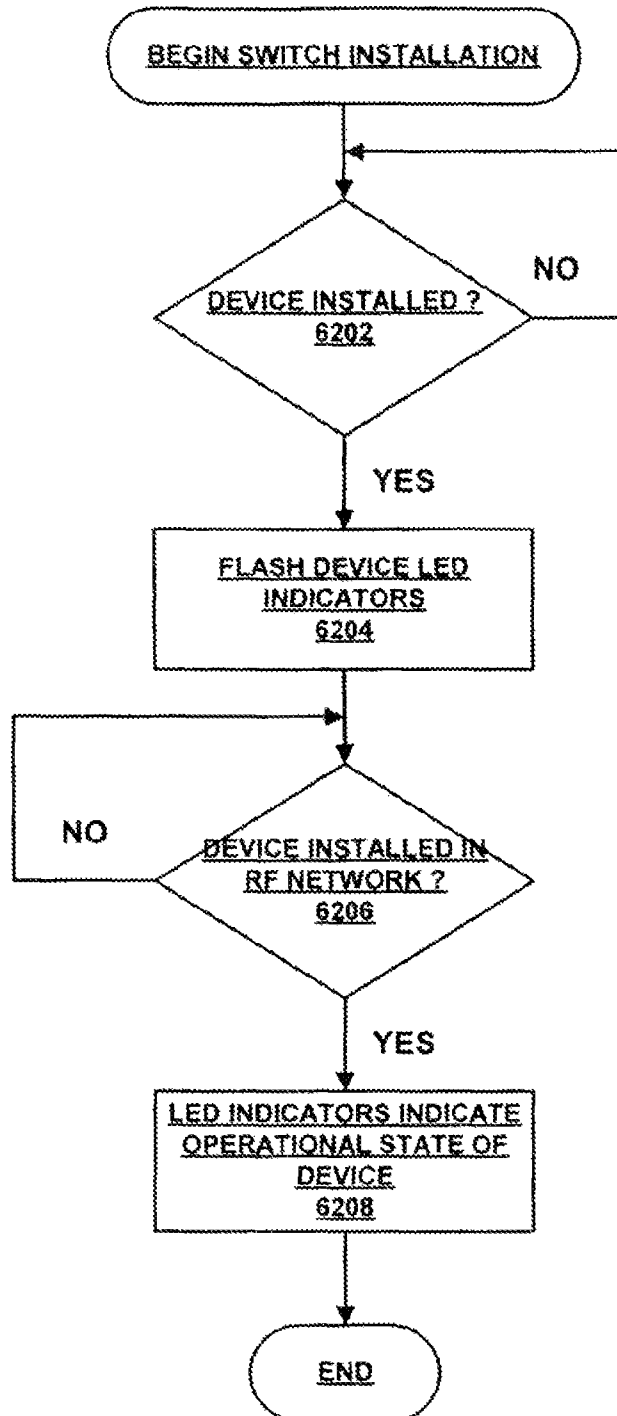 BEGIN SWITCH INSTALLATION
NO
DEVICE INSTALLED ?
6202
YES
FLASH DEVICE LED
INDICATORS
6204
NO
DEVICE INSTALLED IN
RF NETWORK ?
6206
YES
LED INDICATORS INDICATE
OPERATIONAL STATE OF
DEVICE
6208
END